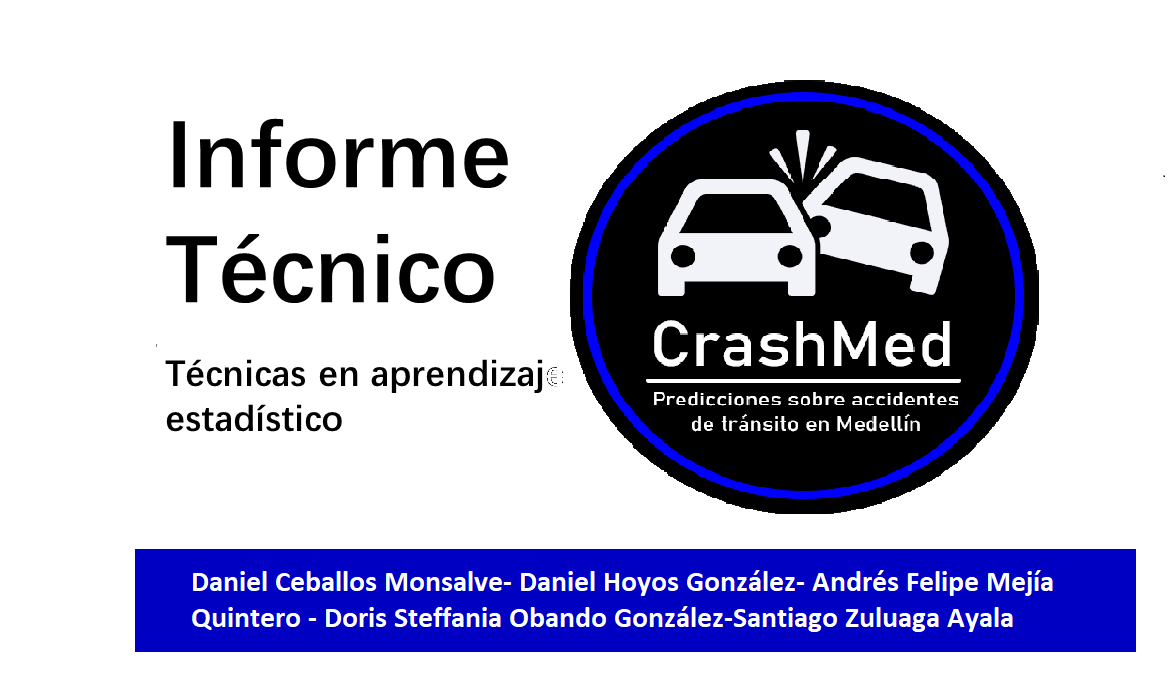 Informe
Técnico
Técnicas en aprendizaje
estadístico
CrashMed
Predicciones sobre accidentes
de tránsito en Medellín
Daniel Ceballos Monsalve- Daniel Hoyos González- Andrés Felipe Mejía
Quintero - Doris Steffania Obando González-Santiago Zuluaga Ayala